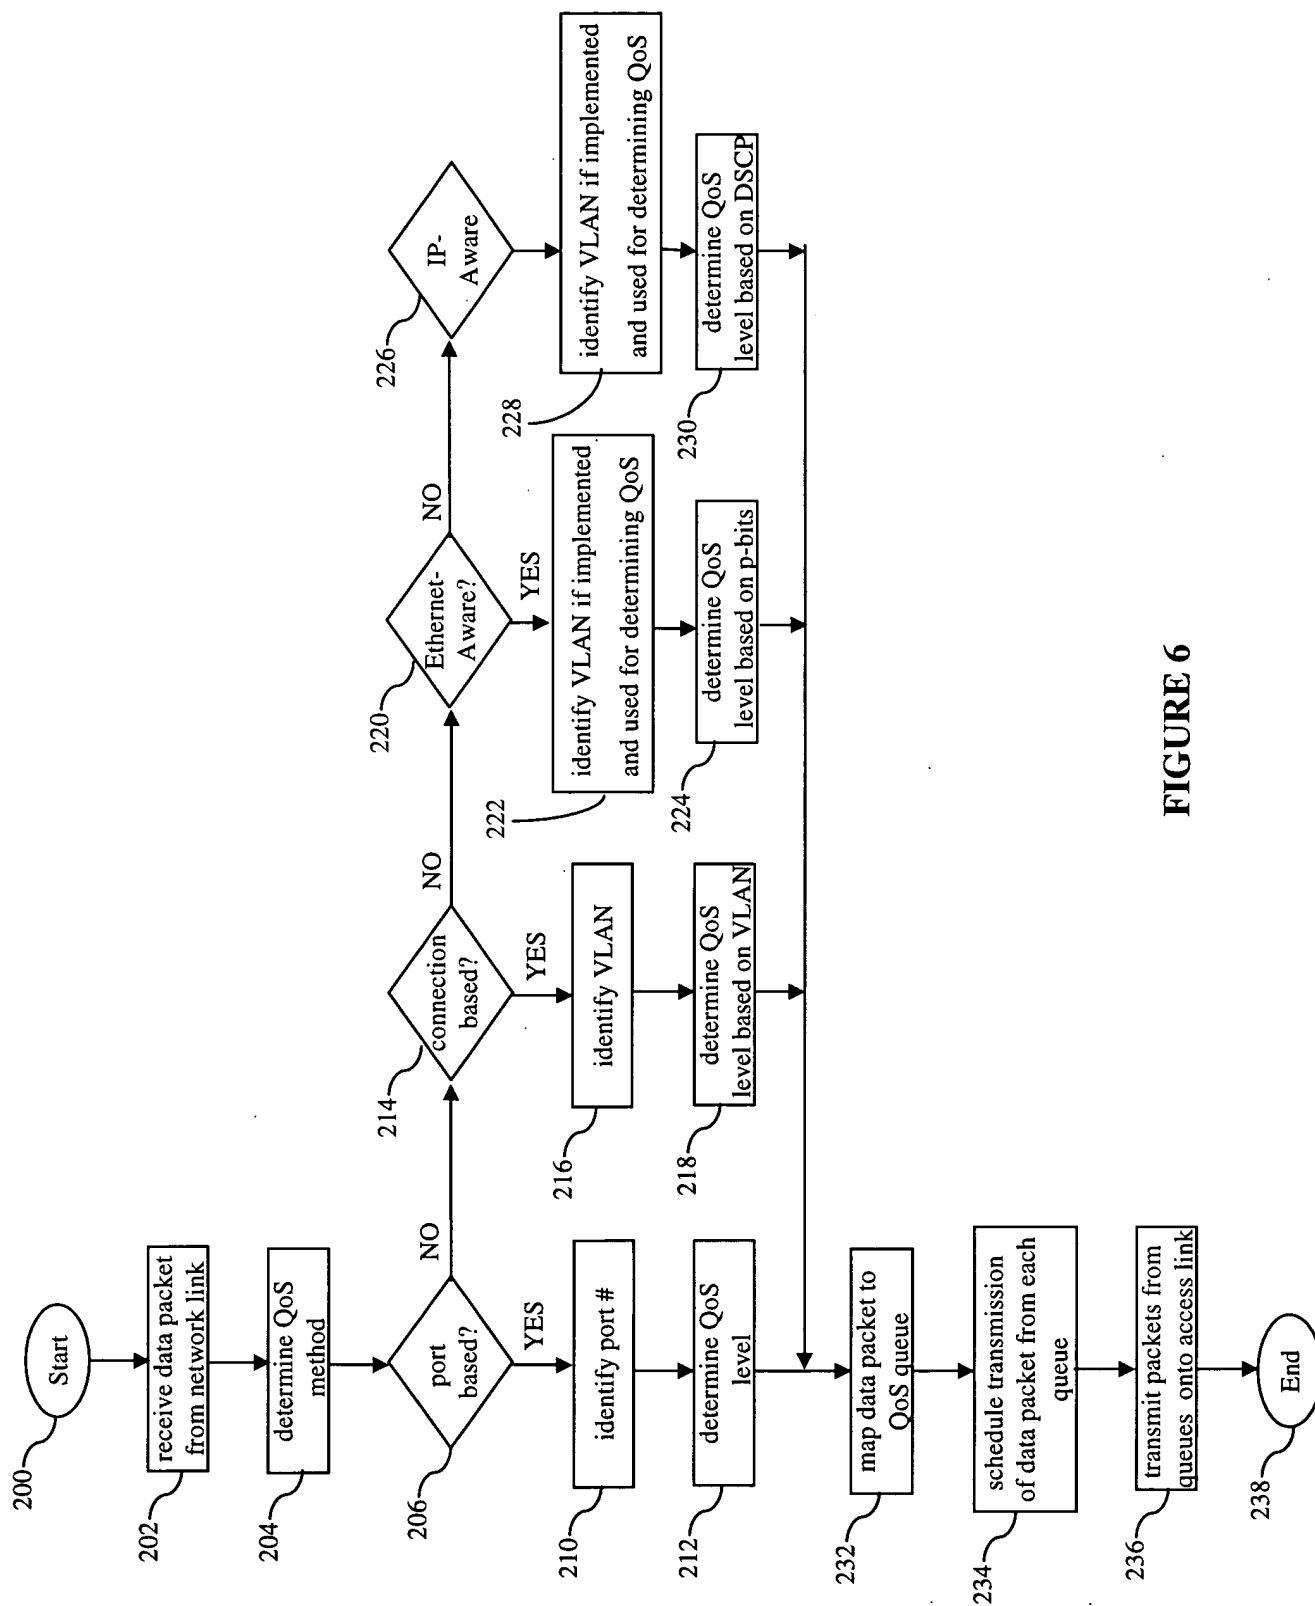 200
Start
202
receive data packet
from network link
204
determine QoS
method
206
port
based?
NO
YES
210
identify port #
212
determine QoS
level
214
connection
based?
NO
YES
216
identify VLAN
218
determine QoS
level based on VLAN
220
Ethernet-
Aware?
NO
YES
222
identify VLAN if implemented
and used for determining QoS
224
determine QoS
level based on p-bits
226
IP-
Aware
228
identify VLAN if implemented
and used for determining QoS
230
determine QoS
level based on DSCP
232
map data packet to
QoS queue
234
schedule transmission
of data packet from each
queue
236
transmit packets from
queues onto access link
238
End
FIGURE 6